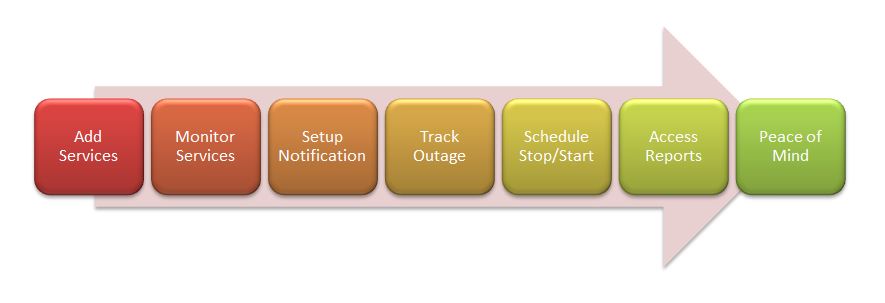 Add
Services
Monitor
Services
Setup
Notification
Track
Outage
Schedule
Stop/Start
Access
Reports
Peace of
Mind